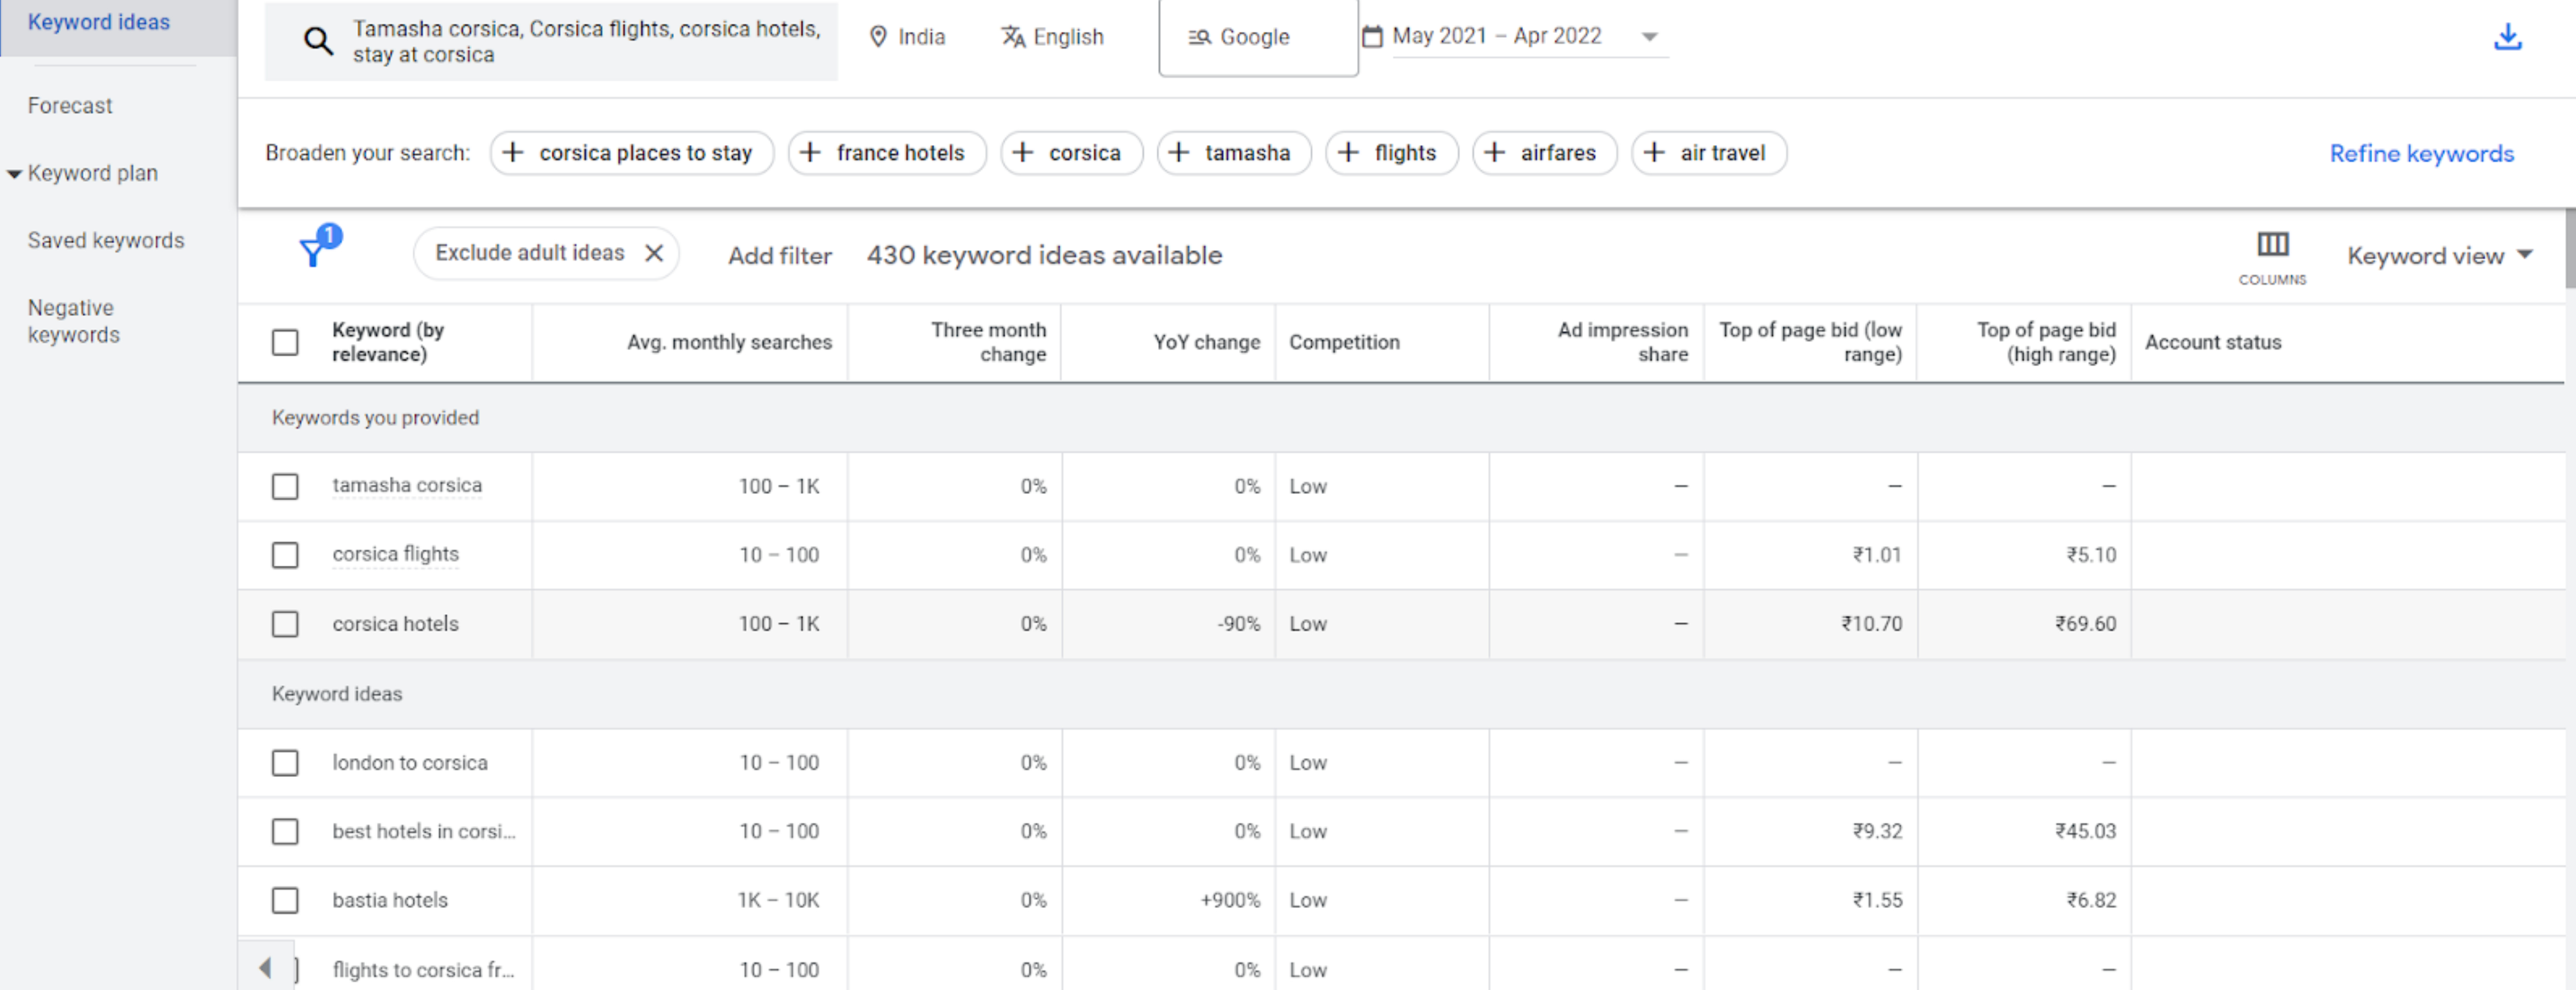 Keyword ideas
Forecast
Keyword plan
Saved keywords
Negative
keywords
Tamasha corsica, Corsica flights, corsica hotels,
stay at corsica
India
English
Google
May 2021 – Apr 2022
Broaden your search: corsica places to stay france hotels corsica tamasha flights airfares air travel Refine keywords
1
Exclude adult ideas Add filter 430 keyword ideas available
COLUMNS
Keyword view
Keyword (by
relevance)
Avg. monthly searches
Three month
change
YoY change
Competition
Ad impression
share
Top of page bid (low
range)
Top of page bid
(high range)
Account status
Keywords you provided
tamasha corsica 100 – 1K 0% 0% Low – – –
corsica flights 10 – 100 0% 0% Low – ₹1.01 ₹5.10
corsica hotels 100 – 1K 0% -90% Low – ₹10.70 ₹69.60
Keyword ideas
london to corsica 10 – 100 0% 0% Low – – –
best hotels in corsi... 10 – 100 0% 0% Low – ₹9.32 ₹45.03
bastia hotels 1K – 10K 0% +900% Low – ₹1.55 ₹6.82
flights to corsica fr... 10 – 100 0% 0% Low – – –